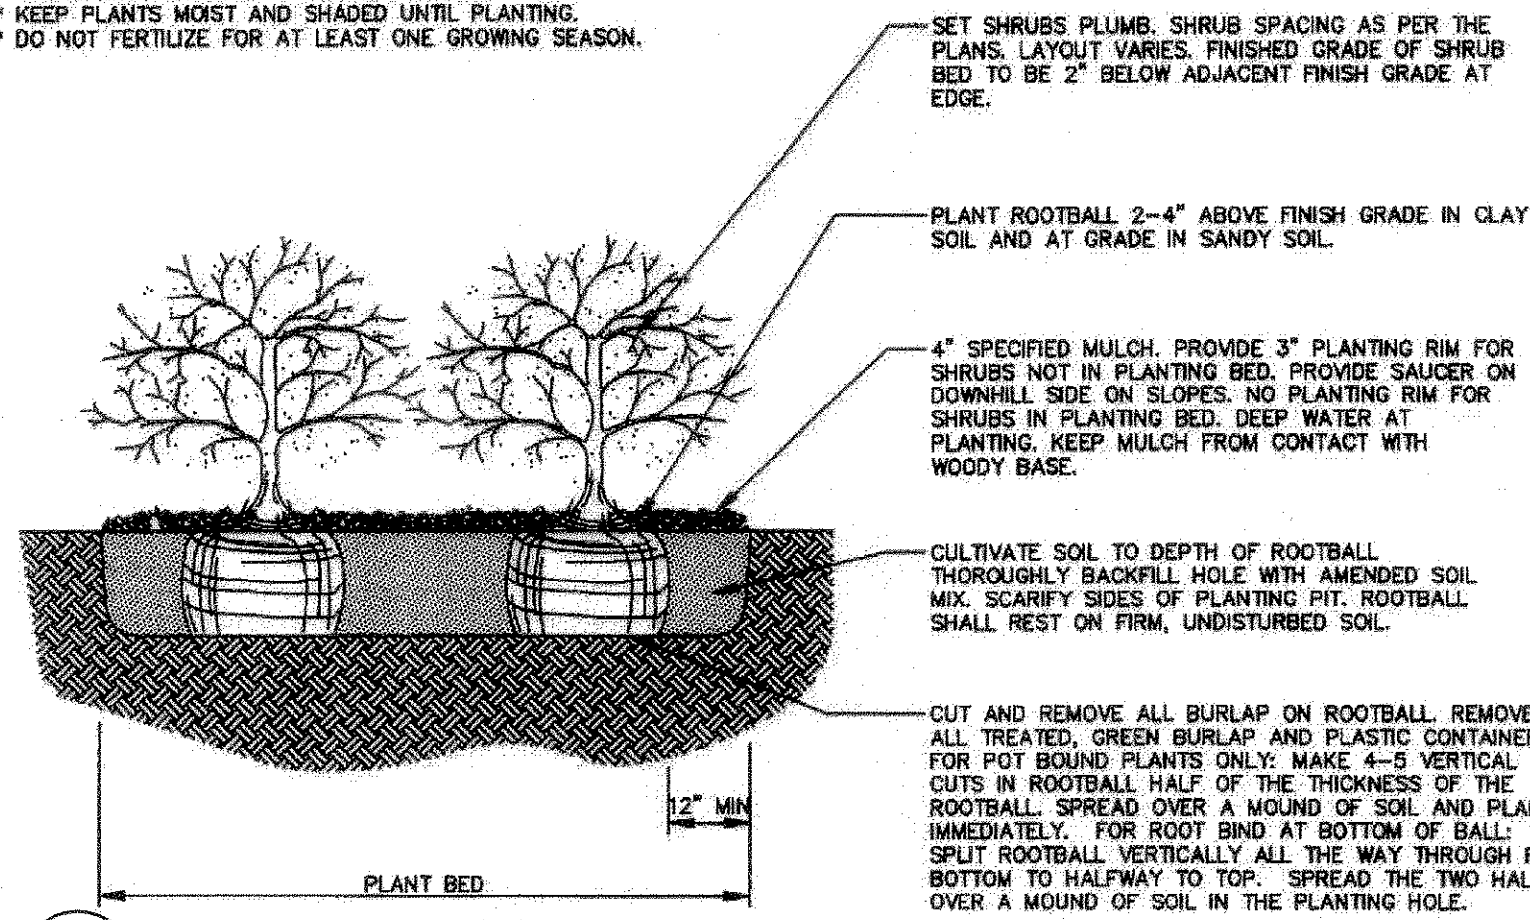 * KEEP PLANTS MOIST AND SHADED UNTIL PLANTING.
* DO NOT FERTILIZE FOR AT LEAST ONE GROWING SEASON.
SET SHRUBS PLUMB. SHRUB SPACING AS PER THE
PLANS. LAYOUT VARIES. FINISHED GRADE OF SHRUB
BED TO BE 2" BELOW ADJACENT FINISH GRADE AT
EDGE.
PLANT ROOTBALL 2-4" ABOVE FINISH GRADE IN CLAY
SOIL AND AT GRADE IN SANDY SOIL.
4" SPECIFIED MULCH. PROVIDE 3" PLANTING RIM FOR
SHRUBS NOT IN PLANTING BED. PROVIDE SAUCER ON
DOWNHILL SIDE ON SLOPES. NO PLANTING RIM FOR
SHRUBS IN PLANTING BED. DEEP WATER AT
PLANTING. KEEP MULCH FROM CONTACT WITH
WOODY BASE.
CULTIVATE SOIL TO DEPTH OF ROOTBALL
THOROUGHLY BACKFILL HOLE WITH AMENDED SOIL
MIX. SCARIFY SIDES OF PLANTING PIT. ROOTBALL
SHALL REST ON FIRM, UNDISTURBED SOIL.
CUT AND REMOVE ALL BURLAP ON ROOTBALL. REMOVE
ALL TREATED, GREEN BURLAP AND PLASTIC CONTAINE
FOR POT BOUND PLANTS ONLY: MAKE 4-5 VERTICAL
CUTS IN ROOTBALL HALF OF THE THICKNESS OF THE
ROOTBALL. SPREAD OVER A MOUND OF SOIL AND PLA
IMMEDIATELY. FOR ROOT BIND AT BOTTOM OF BALL:
SPLIT ROOTBALL VERTICALLY ALL THE WAY THROUGH
BOTTOM TO HALFWAY TO TOP. SPREAD THE TWO HAL
OVER A MOUND OF SOIL IN THE PLANTING HOLE.
12" MIN
PLANT BED